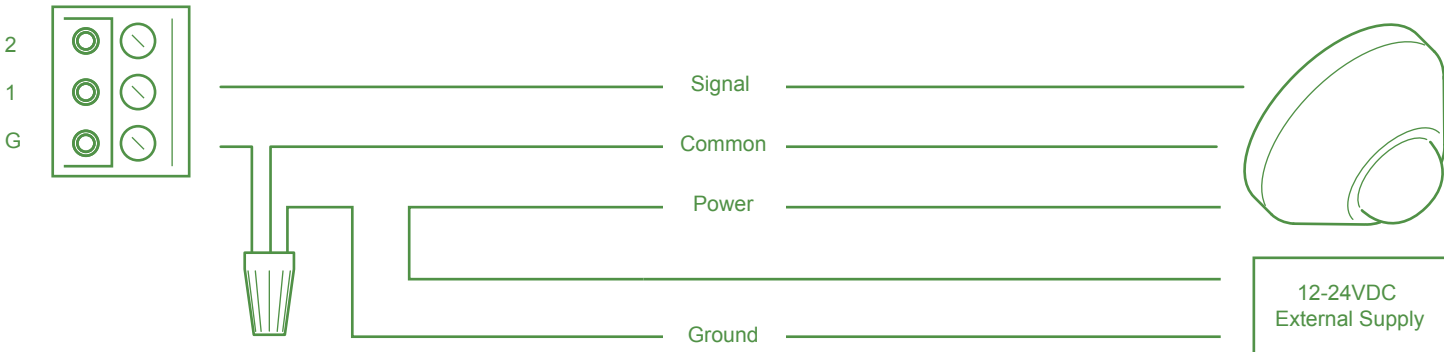 2
1
G
Signal
Common
Power
Ground
12-24VDC
External Supply